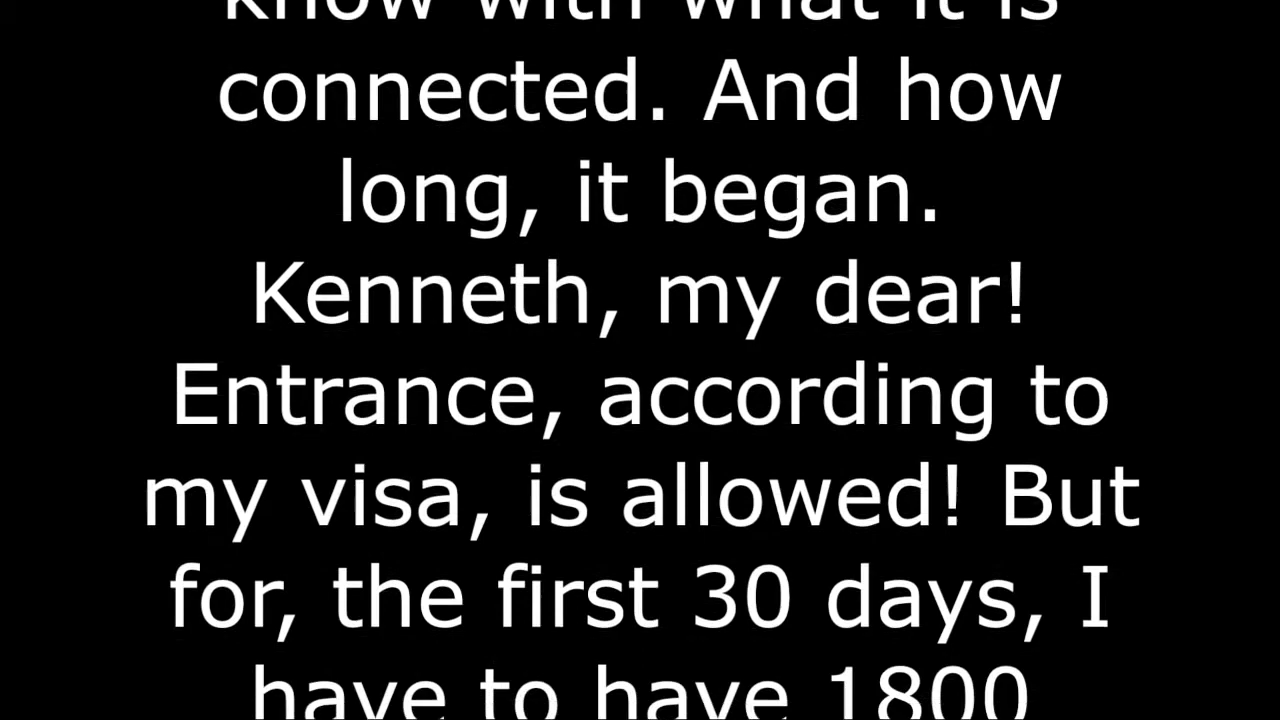 know with what it is
connected. And how
long, it began.
Kenneth, my dear!
Entrance, according to
my visa, is allowed! But
for, the first 30 days, I
have to have 1800